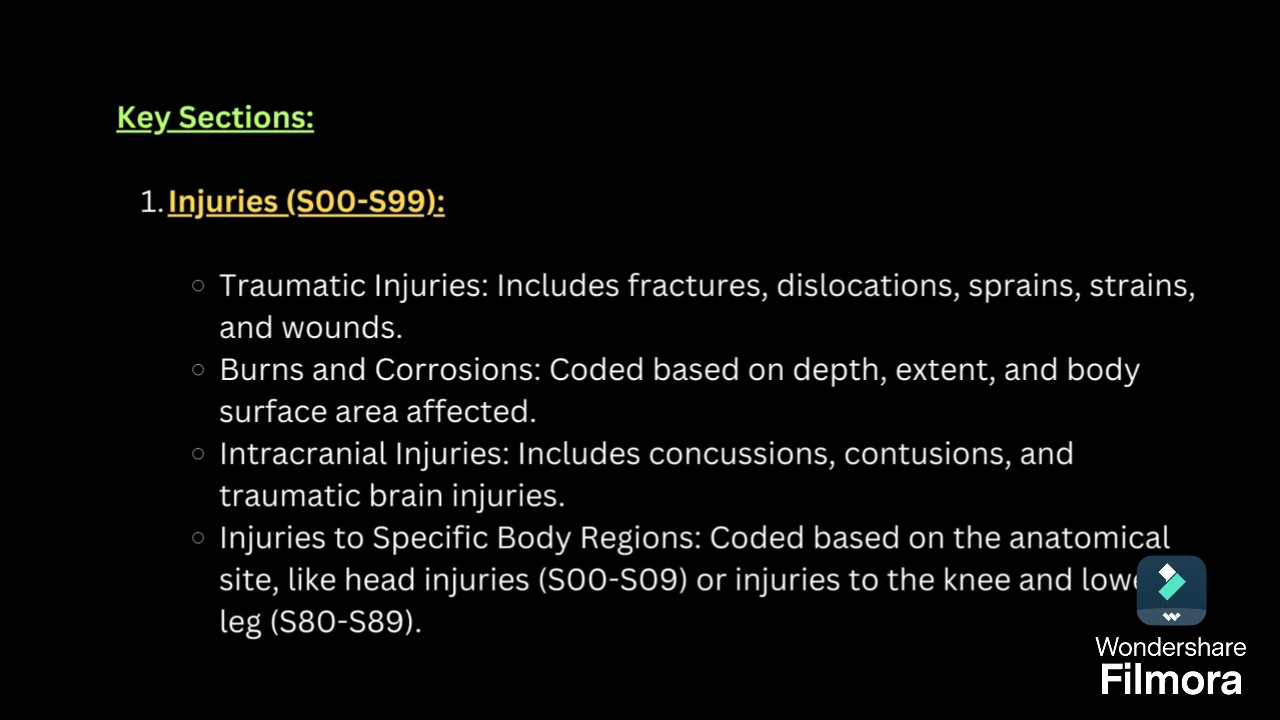 Key Sections:
1. Injuries (S00-S99):
○ Traumatic Injuries: Includes fractures, dislocations, sprains, strains,
and wounds.
○ Burns and Corrosions: Coded based on depth, extent, and body
surface area affected.
○ Intracranial Injuries: Includes concussions, contusions, and
traumatic brain injuries.
○ Injuries to Specific Body Regions: Coded based on the anatomical
site, like head injuries (S00-S09) or injuries to the knee and lower
leg (S80-S89).
Wondershare
Filmora